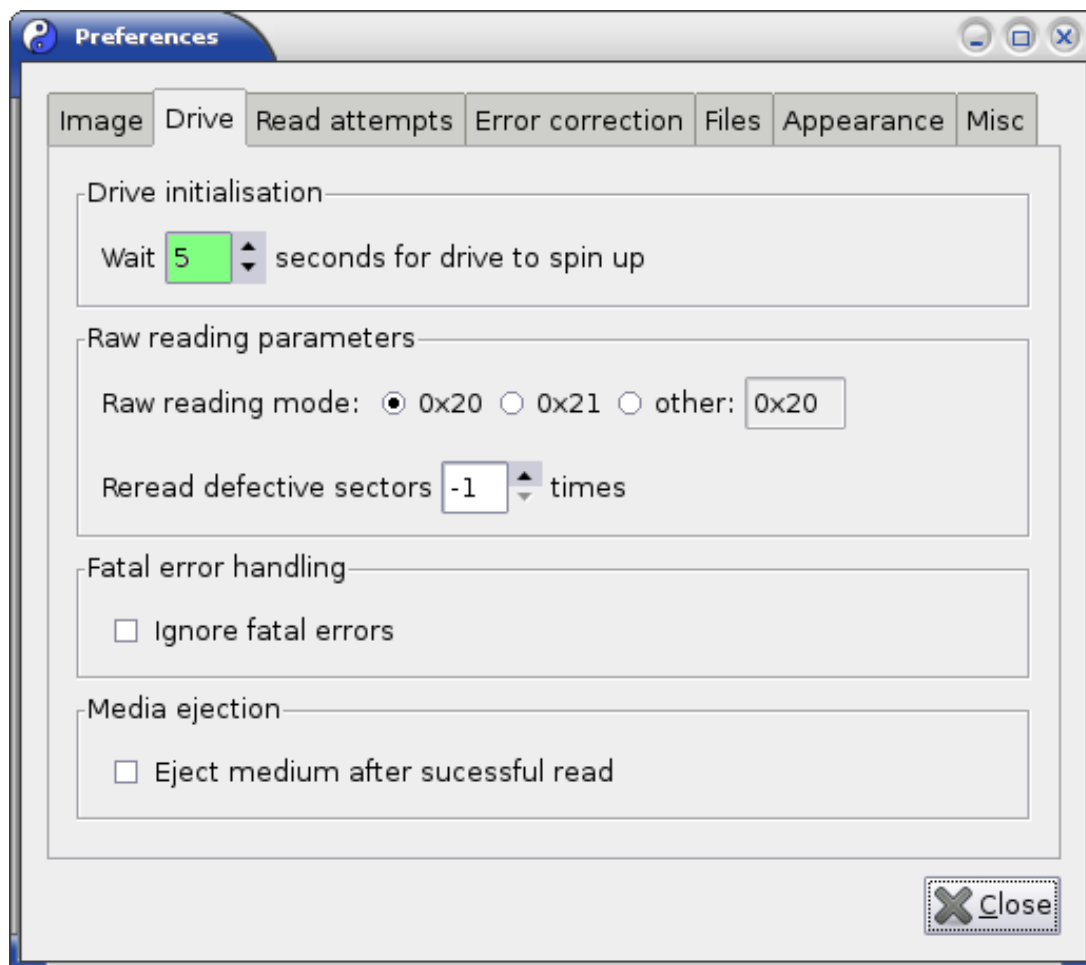 Preferences
Image Drive Read attempts Error correction Files Appearance Misc
Drive initialisation
Wait 5 seconds for drive to spin up
Raw reading parameters
Raw reading mode: 0x20 0x21 other: 0x20
Reread defective sectors -1 times
Fatal error handling
Ignore fatal errors
Media ejection
Eject medium after sucessful read
Close